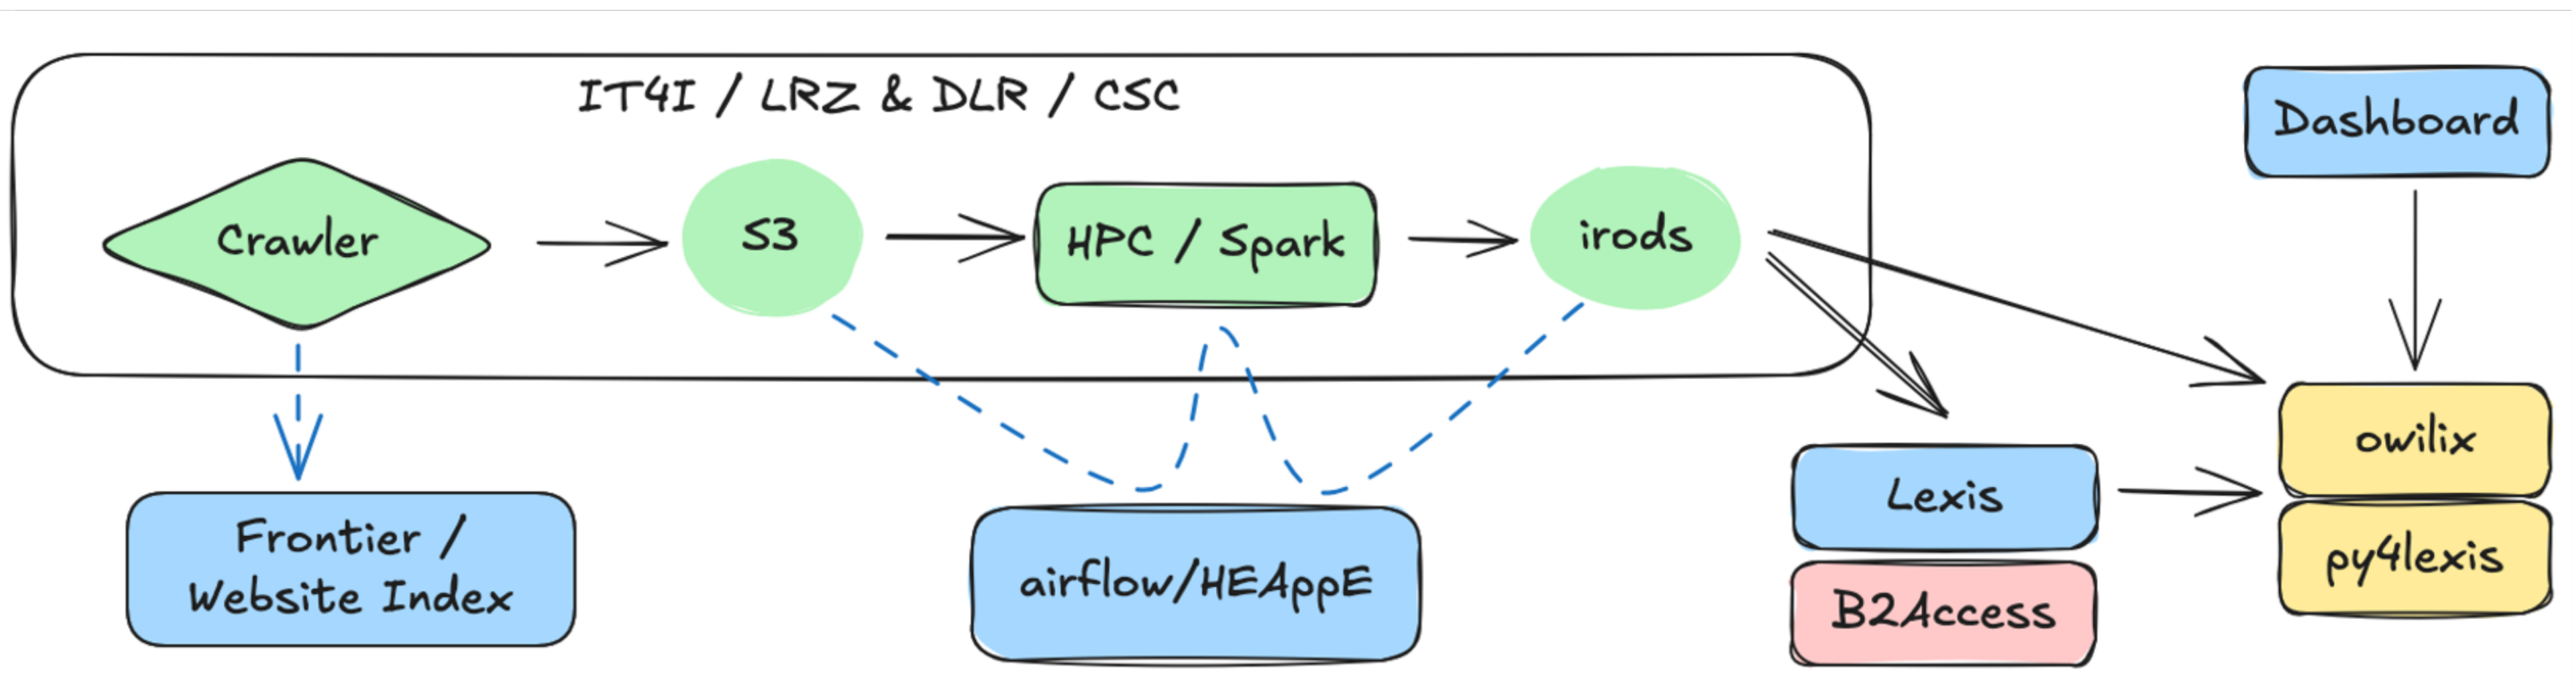 IT4I / LRZ & DLR / CSC
Dashboard
Crawler
S3
HPC / Spark
irods
owilix
Lexis
py4lexis
Frontier /
Website Index
airflow/HEAppE
B2Access